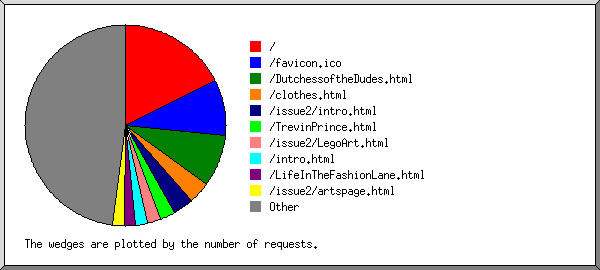 /
/favicon.ico
/DutchessoftheDudes.html
/clothes.html
/issue2/intro.html
/TrevinPrince.html
/issue2/LegoArt.html
/intro.html
/LifeInTheFashionLane.html
/issue2/artspage.html
Other
The wedges are plotted by the number of requests.